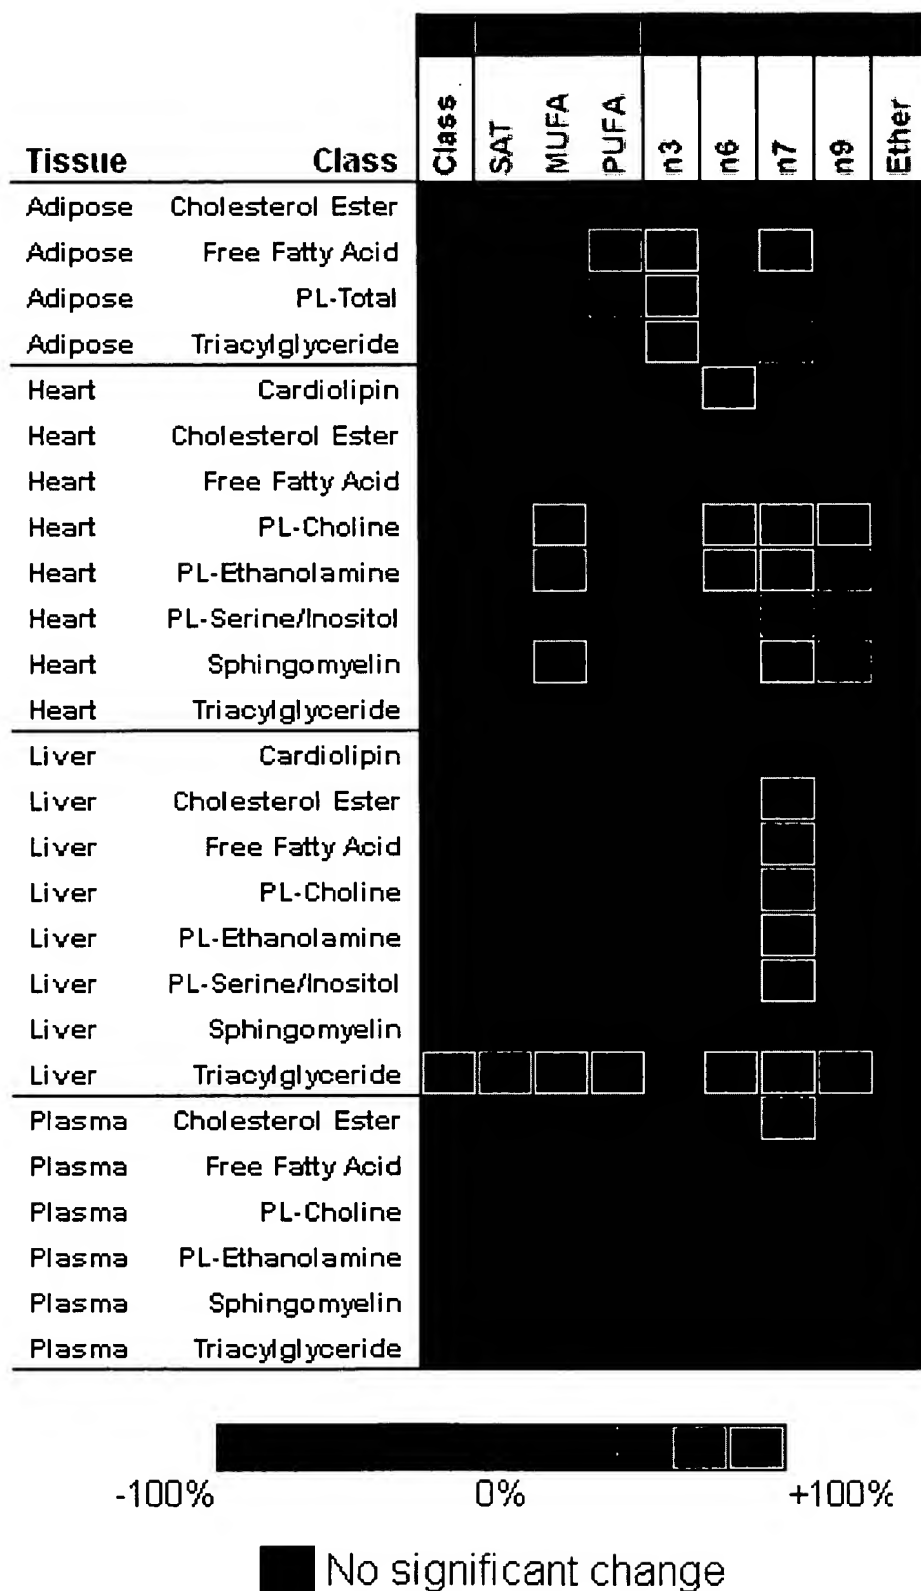 Tissue Class Class SAT MUFA PUFA n3 n6 n7 n9 Ether
Adipose Cholesterol Ester
Adipose Free Fatty Acid
Adipose PL-Total
Adipose Triacylglyceride
Heart Cardiolipin
Heart Cholesterol Ester
Heart Free Fatty Acid
Heart PL-Choline
Heart PL-Ethanolamine
Heart PL-Serine/Inositol
Heart Sphingomyelin
Heart Triacylglyceride
Liver Cardiolipin
Liver Cholesterol Ester
Liver Free Fatty Acid
Liver PL-Choline
Liver PL-Ethanolamine
Liver PL-Serine/Inositol
Liver Sphingomyelin
Liver Triacylglyceride
Plasma Cholesterol Ester
Plasma Free Fatty Acid
Plasma PL-Choline
Plasma PL-Ethanolamine
Plasma Sphingomyelin
Plasma Triacylglyceride
-100% 0% +100%
No significant change